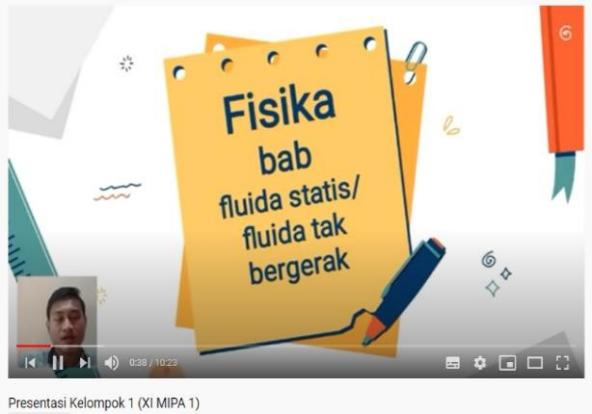 Fisika
bab
fluida statis/
fluida tak
bergerak
0:38 / 10:23
Presentasi Kelompok 1 (XI MIPA 1)